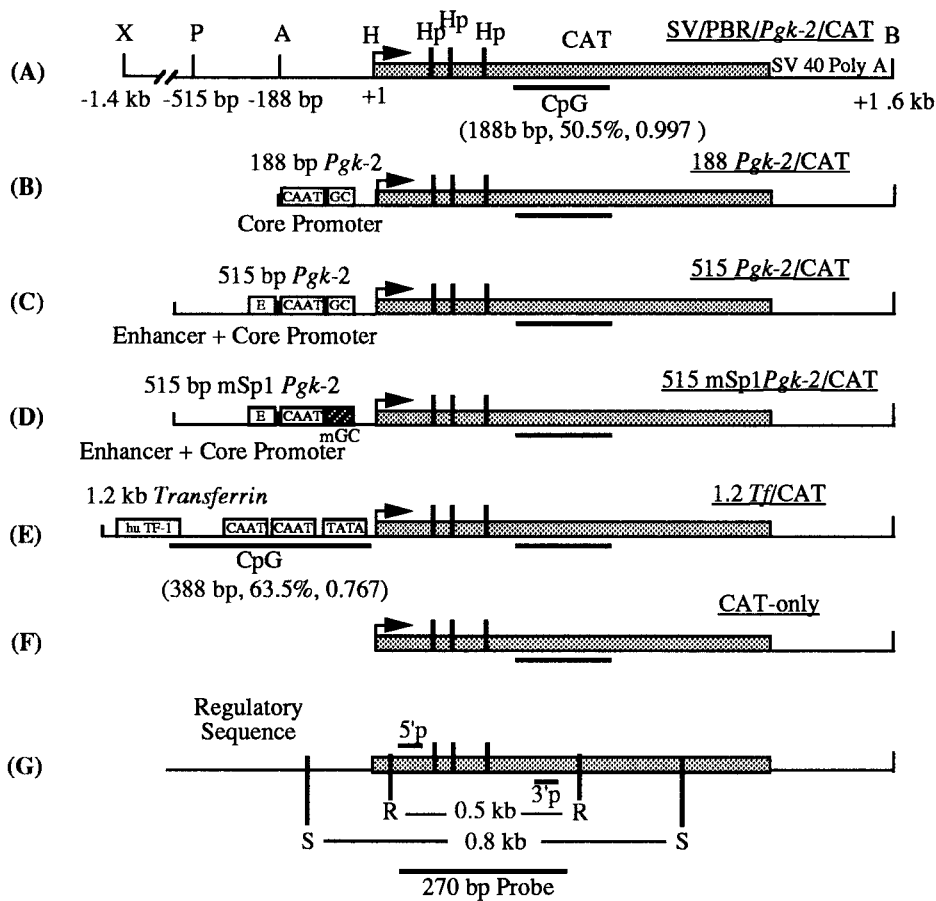 X P A H Hp Hp Hp CAT SV/PBR/Pgk-2/CAT B
(A) SV 40 Poly A
-1.4 kb -515 bp -188 bp +1 CpG +1 .6 kb
(188b bp, 50.5%, 0.997 )
188 bp Pgk-2 188 Pgk-2/CAT
(B) CAAT GC
Core Promoter
515 bp Pgk-2 515 Pgk-2/CAT
(C) E CAAT GC
Enhancer + Core Promoter
515 bp mSp1 Pgk-2 515 mSp1Pgk-2/CAT
(D) E CAAT
mGC
Enhancer + Core Promoter
1.2 kb Transferrin 1.2 Tf/CAT
(E) hu TF-1 CAAT CAAT TATA
CpG
(388 bp, 63.5%, 0.767)
CAT-only
(F)
Regulatory
Sequence 5'p
(G)
3'p
R 0.5 kb R
S 0.8 kb S
270 bp Probe